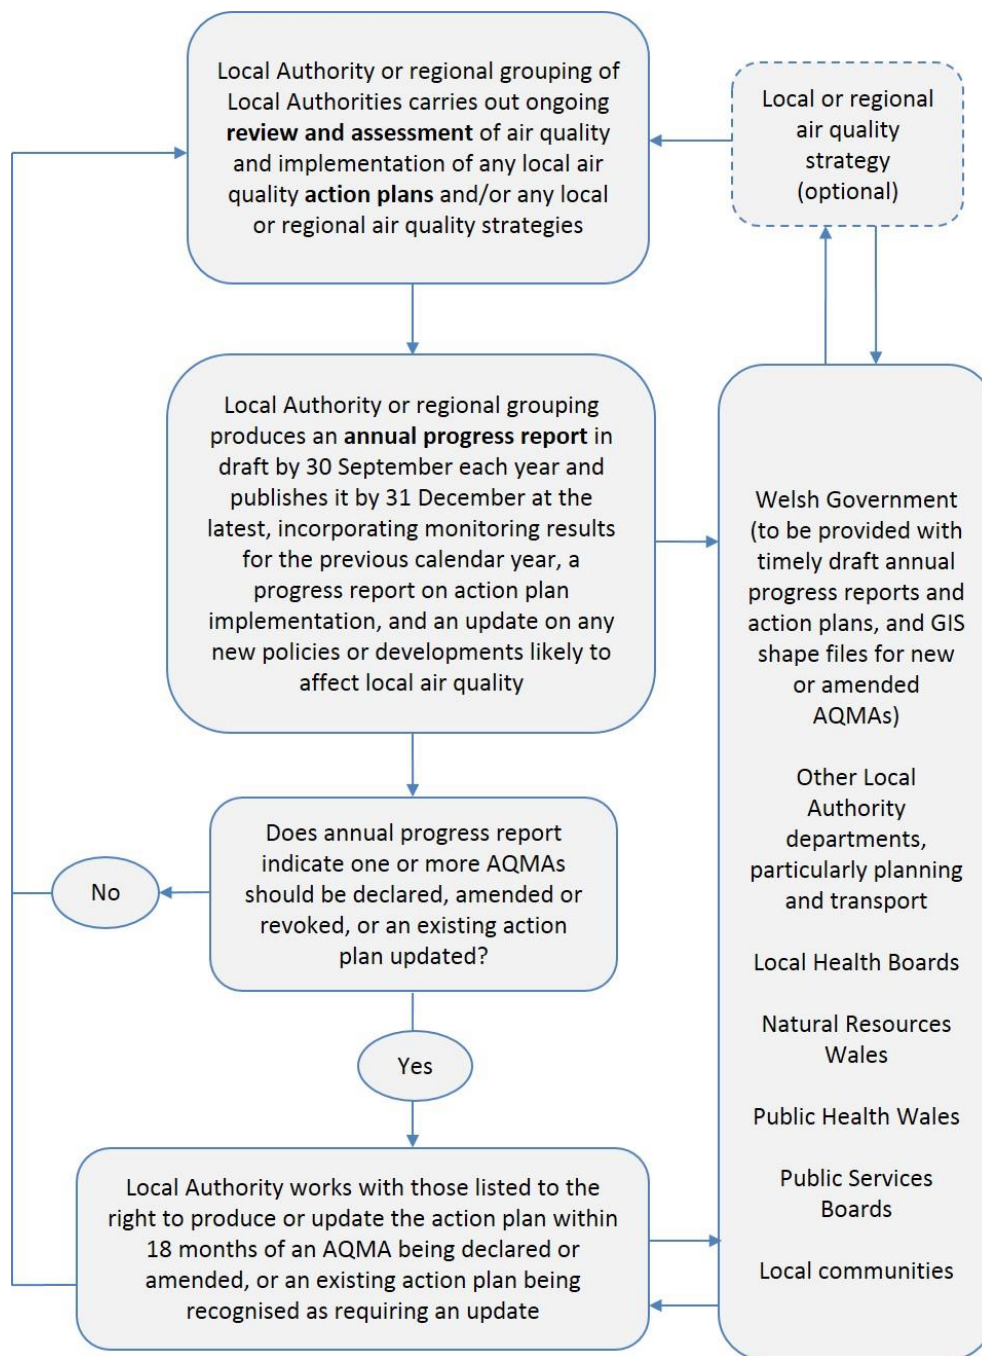 Local Authority or regional grouping of
Local Authorities carries out ongoing
review and assessment of air quality
and implementation of any local air
quality action plans and/or any local
or regional air quality strategies
Local or regional
air quality
strategy
(optional)
Local Authority or regional grouping
produces an annual progress report in
draft by 30 September each year and
publishes it by 31 December at the
latest, incorporating monitoring results
for the previous calendar year, a
progress report on action plan
implementation, and an update on any
new policies or developments likely to
affect local air quality
Welsh Government
(to be provided with
timely draft annual
progress reports and
action plans, and GIS
shape files for new
or amended
AQMAs)
Other Local
Authority
departments,
particularly planning
and transport
Local Health Boards
Natural Resources
Wales
Public Health Wales
Public Services
Boards
Local communities
Does annual progress report
indicate one or more AQMAs
should be declared, amended or
revoked, or an existing action
plan updated?
No
Yes
Local Authority works with those listed to the
right to produce or update the action plan within
18 months of an AQMA being declared or
amended, or an existing action plan being
recognised as requiring an update